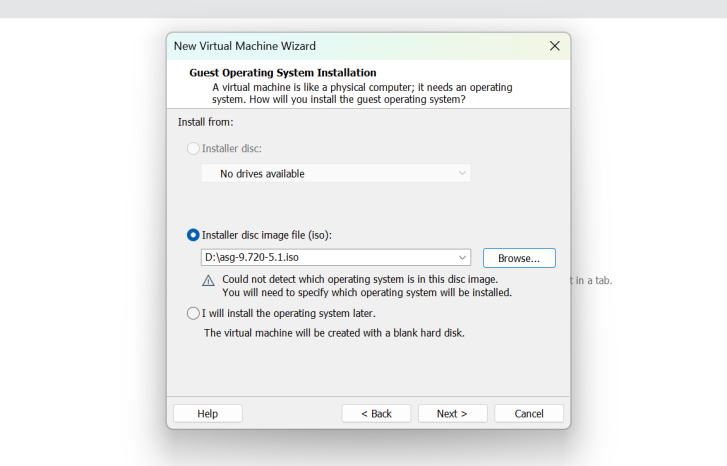 New Virtual Machine Wizard
Guest Operating System Installation
A virtual machine is like a physical computer; it needs an operating
system. How will you install the guest operating system?
Install from:
Installer disc:
No drives available
Installer disc image file (iso):
D:\asg-9.720-5.1.iso
Browse...
Could not detect which operating system is in this disc image.
You will need to specify which operating system will be installed.
t in a tab.
I will install the operating system later.
The virtual machine will be created with a blank hard disk.
Help
< Back
Next >
Cancel